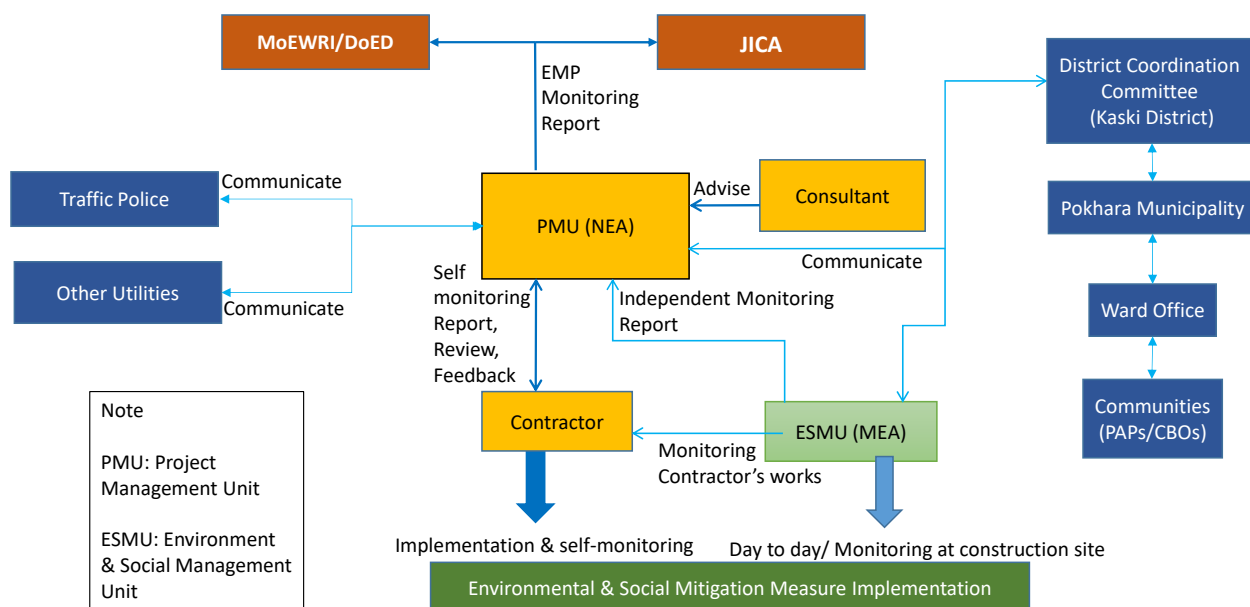 MoEWRI/DoED
JICA
EMP
Monitoring
Report
District Coordination
Committee
(Kaski District)
Traffic Police
Communicate
PMU (NEA)
Advise
Consultant
Pokhara Municipality
Other Utilities
Communicate
Communicate
Self
monitoring
Report,
Review,
Feedback
Independent Monitoring
Report
Ward Office
Contractor
ESMU (MEA)
Monitoring
Contractor's works
Communities
(PAPs/CBOs)
Note
PMU: Project
Management Unit
ESMU: Environment
& Social Management
Unit
Implementation & self-monitoring
Day to day/ Monitoring at construction site
Environmental & Social Mitigation Measure Implementation